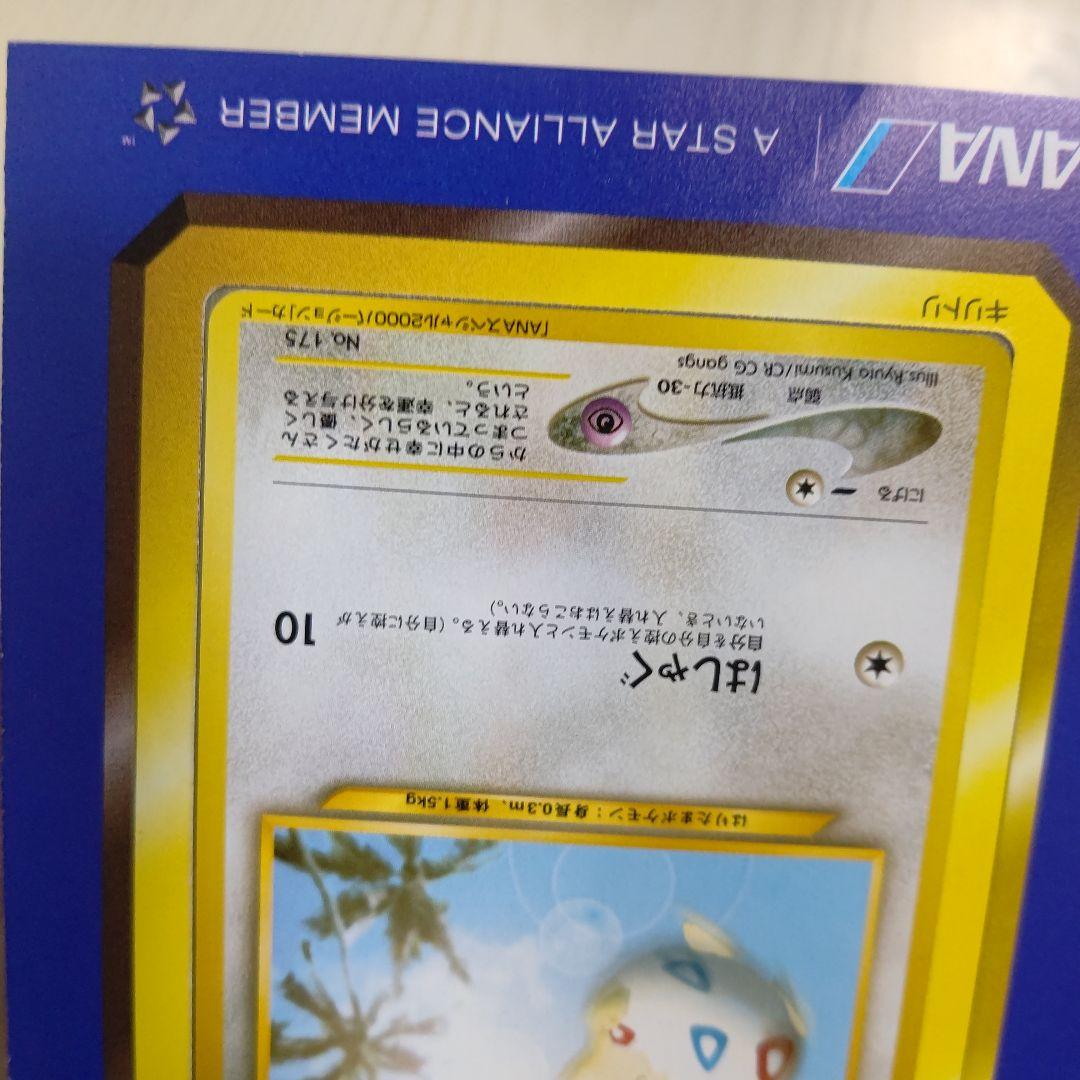 はりたまポケモン：身長0.3m、体重1.5kg
はしゃぐ
自分を自分の控えポケモンと入れ替える。(自分に控えが
いないとき、入れ替えはおこらない。)
10
にげる
弱点
抵抗力-30
Illus Ryuta Kusumi/CR CG gangs
からの中に幸せがたくさん
つまっているらしく、優しく
されると、幸運を分け与える
という。
No. 175
「ANAスペシャル2000バージョン」カード
キリトリ
ANA
A STAR ALLIANCE MEMBER
TM